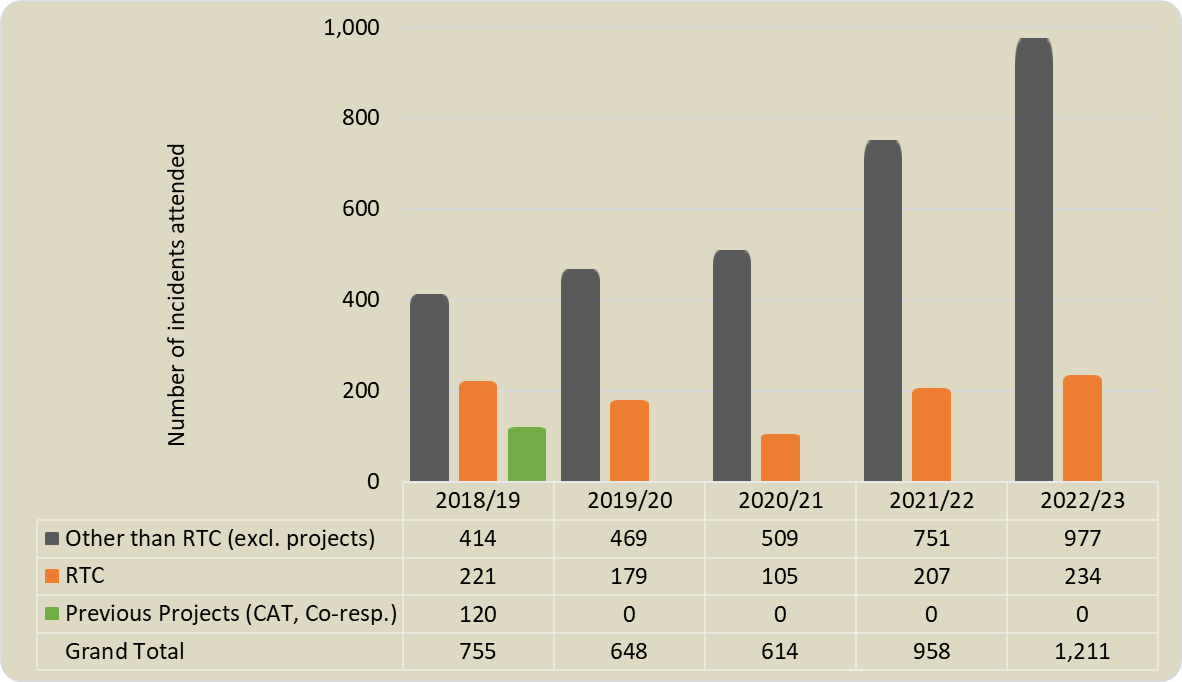 1,000
800
600
400
200
0
Number of incidents attended
2018/19 2019/20 2020/21 2021/22 2022/23
Other than RTC (excl. projects) 414 469 509 751 977
RTC 221 179 105 207 234
Previous Projects (CAT, Co-resp.) 120 0 0 0 0
Grand Total 755 648 614 958 1,211